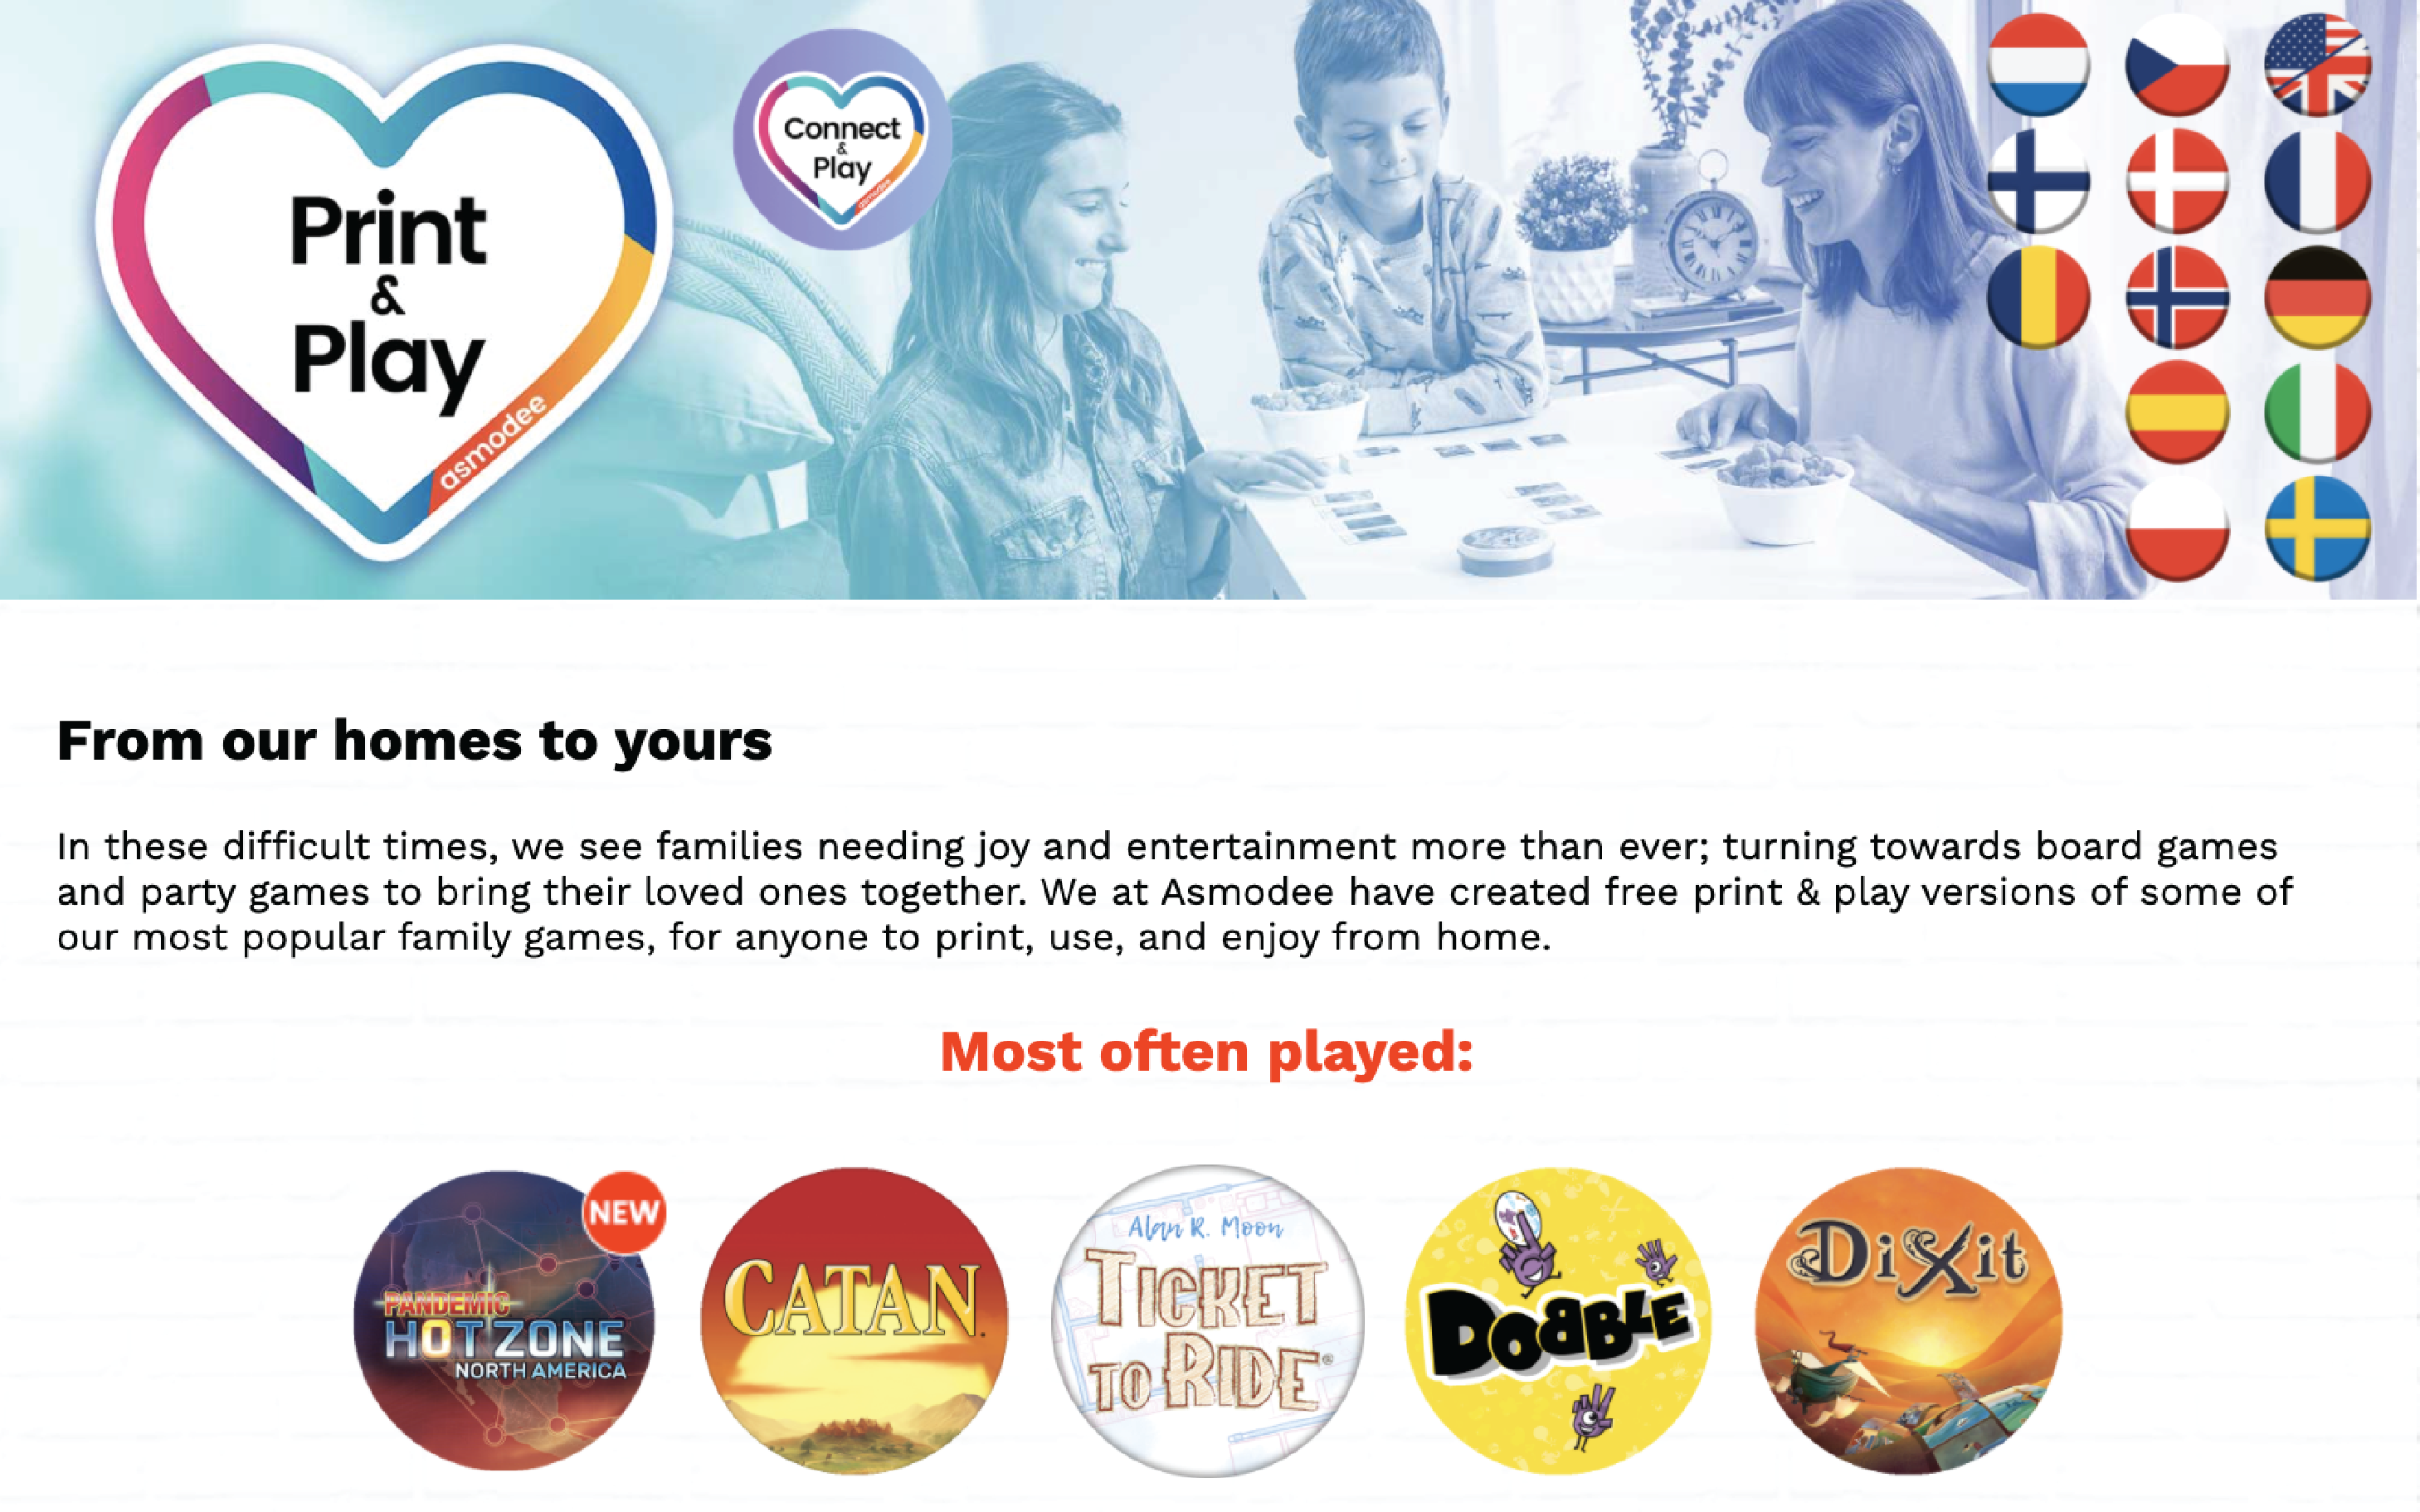 Print
&
Play
asmodee
Connect
&
Play
asmodee
From our homes to yours
In these difficult times, we see families needing joy and entertainment more than ever; turning towards board games
and party games to bring their loved ones together. We at Asmodee have created free print & play versions of some of
our most popular family games, for anyone to print, use, and enjoy from home.
Most often played:
NEW
PANDEMIC
HOT ZONE
NORTH AMERICA
CATAN
Alan R. Moon
TICKET
TO RIDE®
DOBBLE
DiXit